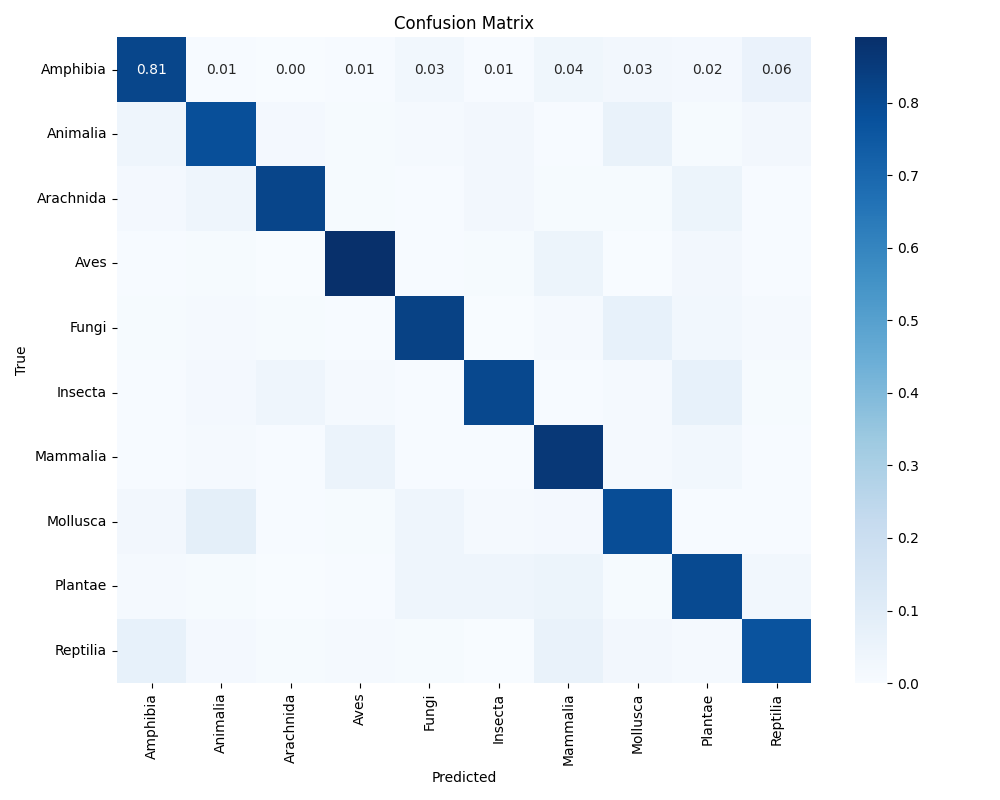 Confusion Matrix
True
Amphibia 0.81 0.01 0.00 0.01 0.03 0.01 0.04 0.03 0.02 0.06
Animalia
Arachnida
Aves
Fungi
Insecta
Mammalia
Mollusca
Plantae
Reptilia
Amphibia Animalia Arachnida Aves Fungi Insecta Mammalia Mollusca Plantae Reptilia
Predicted
0.8
0.7
0.6
0.5
0.4
0.3
0.2
0.1
0.0